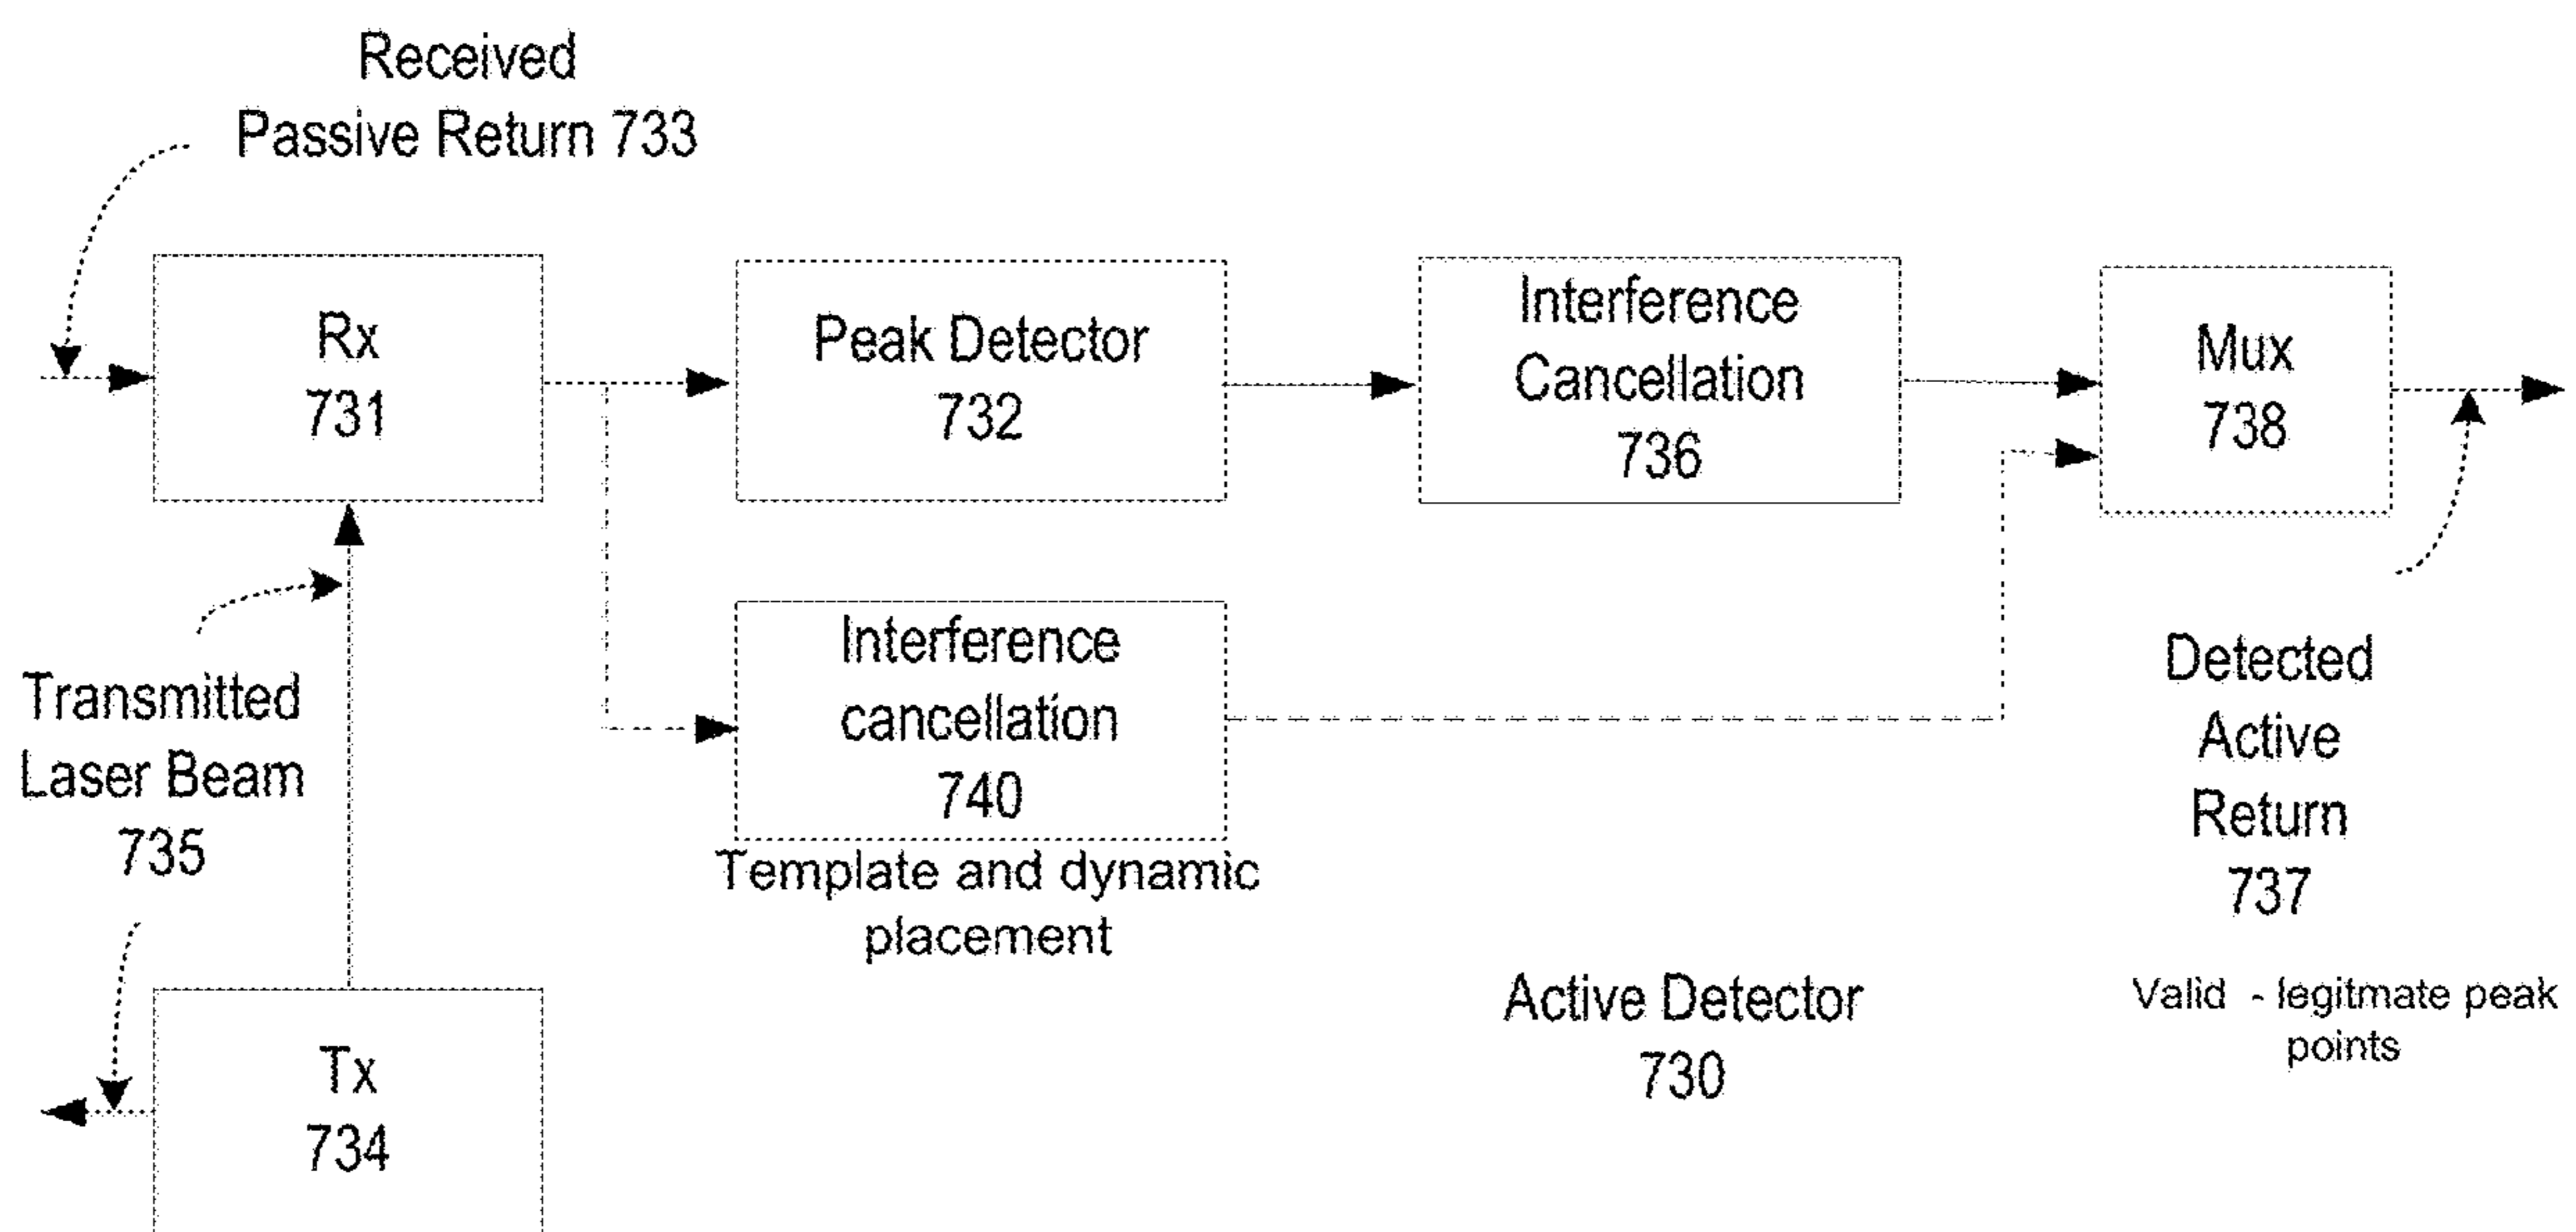 Received
Passive Return 733
Rx
731
Peak Detector
732
Interference
Cancellation
736
Mux
738
Transmitted
Laser Beam
735
Interference
cancellation
740
Template and dynamic
placement
Detected
Active
Return
737
Valid - legitmate peak
points
Active Detector
730
Tx
734